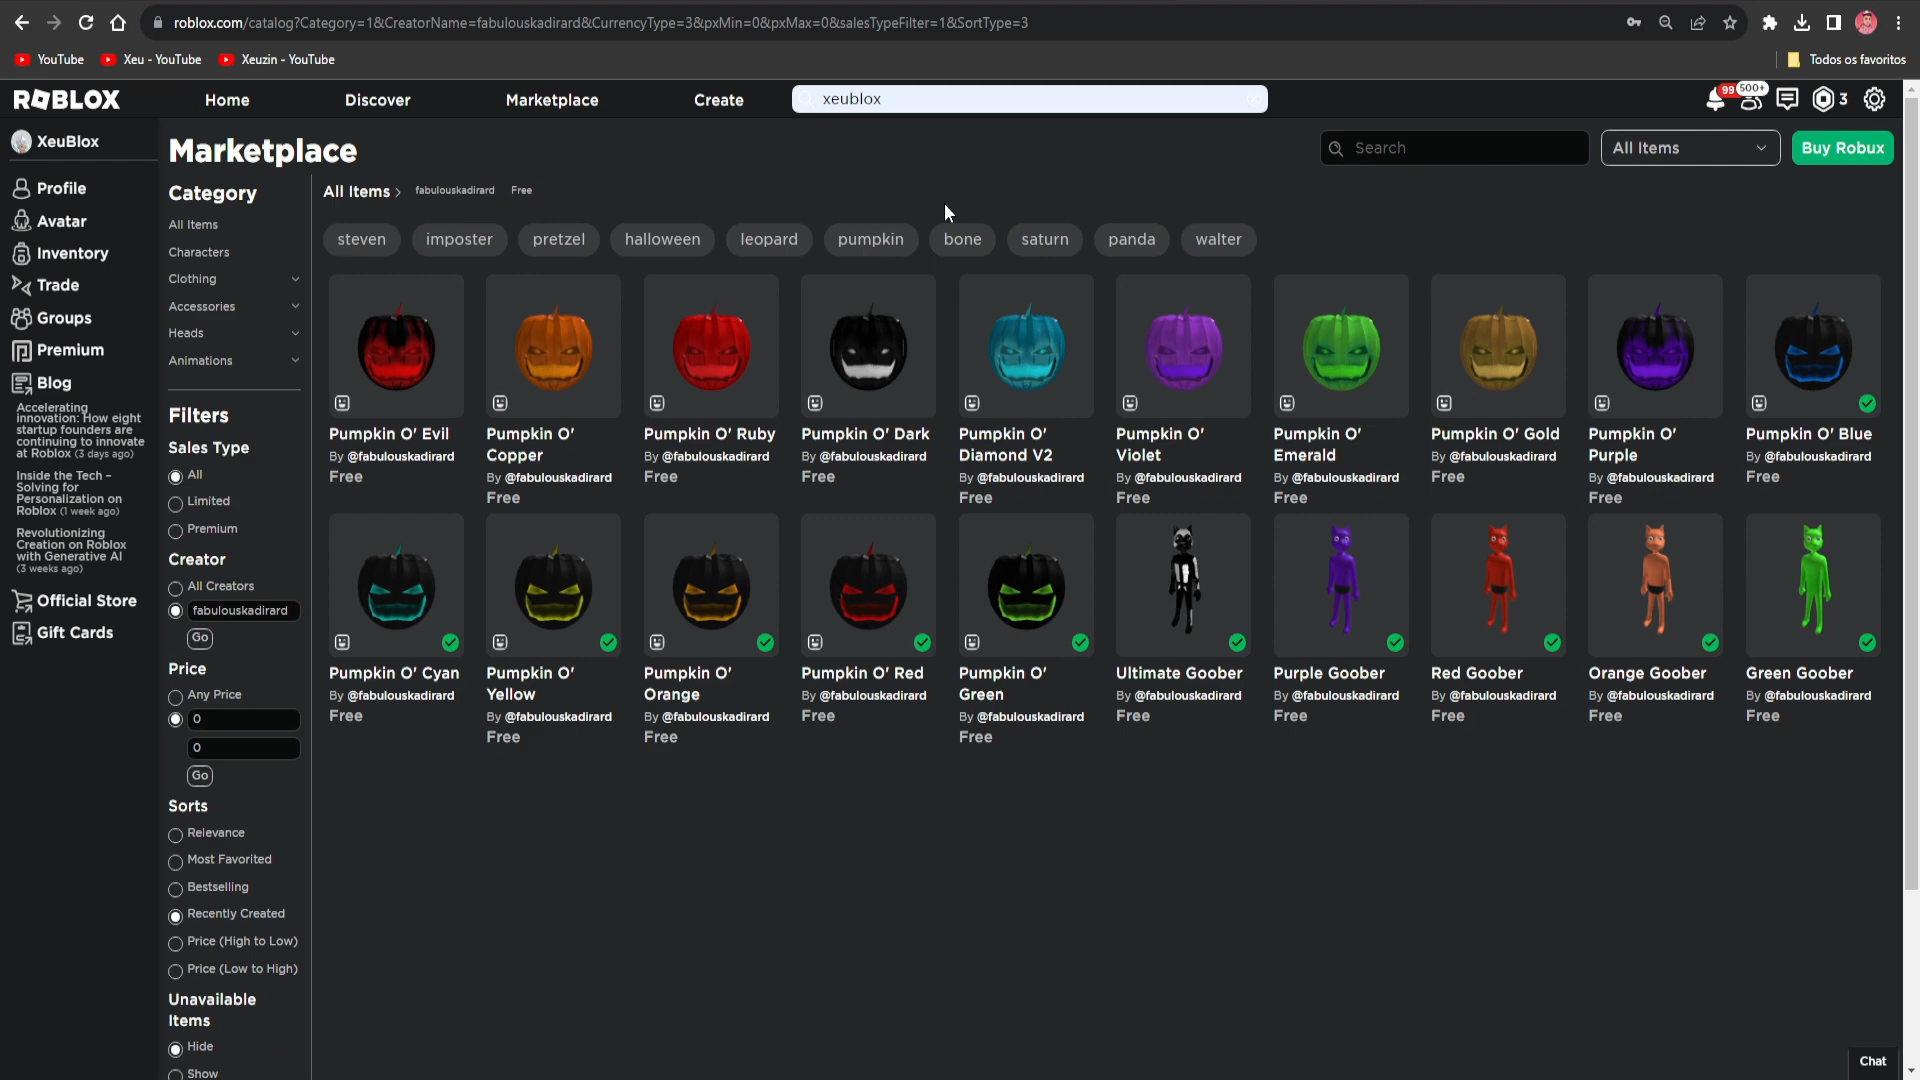 roblox.com/catalog?Category=1&CreatorName=fabulouskadirard&CurrencyType=3&pxMin=0&pxMax=0&salesTypeFilter=1&SortType=3
YouTube
Xeu - YouTube
Xeuzin - YouTube
Todos os favoritos
ROBLOX
Home
Discover
Marketplace
Create
xeublox
99
500+
3
XeuBlox
Profile
Avatar
Inventory
Trade
Groups
Premium
Blog
Accelerating
innovation: How eight
startup founders are
continuing to innovate
at Roblox (3 days ago)
Inside the Tech –
Solving for
Personalization on
Roblox (1 week ago)
Revolutionizing
Creation on Roblox
with Generative AI
(3 weeks ago)
Official Store
Gift Cards
Marketplace
Search
All Items
Buy Robux
Category
All Items
Characters
Clothing
Accessories
Heads
Animations
Filters
Sales Type
All
Limited
Premium
Creator
All Creators
fabulouskadirard
Go
Price
Any Price
0
0
Go
Sorts
Relevance
Most Favorited
Bestselling
Recently Created
Price (High to Low)
Price (Low to High)
Unavailable
Items
Hide
Show
All Items > fabulouskadirard Free
steven
imposter
pretzel
halloween
leopard
pumpkin
bone
saturn
panda
walter
Pumpkin O' Evil
By @fabulouskadirard
Free
Pumpkin O'
Copper
By @fabulouskadirard
Free
Pumpkin O' Ruby
By @fabulouskadirard
Free
Pumpkin O' Dark
By @fabulouskadirard
Free
Pumpkin O'
Diamond V2
By @fabulouskadirard
Free
Pumpkin O'
Violet
By @fabulouskadirard
Free
Pumpkin O'
Emerald
By @fabulouskadirard
Free
Pumpkin O' Gold
By @fabulouskadirard
Free
Pumpkin O'
Purple
By @fabulouskadirard
Free
Pumpkin O' Blue
By @fabulouskadirard
Free
Pumpkin O' Cyan
By @fabulouskadirard
Free
Pumpkin O'
Yellow
By @fabulouskadirard
Free
Pumpkin O'
Orange
By @fabulouskadirard
Free
Pumpkin O' Red
By @fabulouskadirard
Free
Pumpkin O'
Green
By @fabulouskadirard
Free
Ultimate Goober
By @fabulouskadirard
Free
Purple Goober
By @fabulouskadirard
Free
Red Goober
By @fabulouskadirard
Free
Orange Goober
By @fabulouskadirard
Free
Green Goober
By @fabulouskadirard
Free
Chat